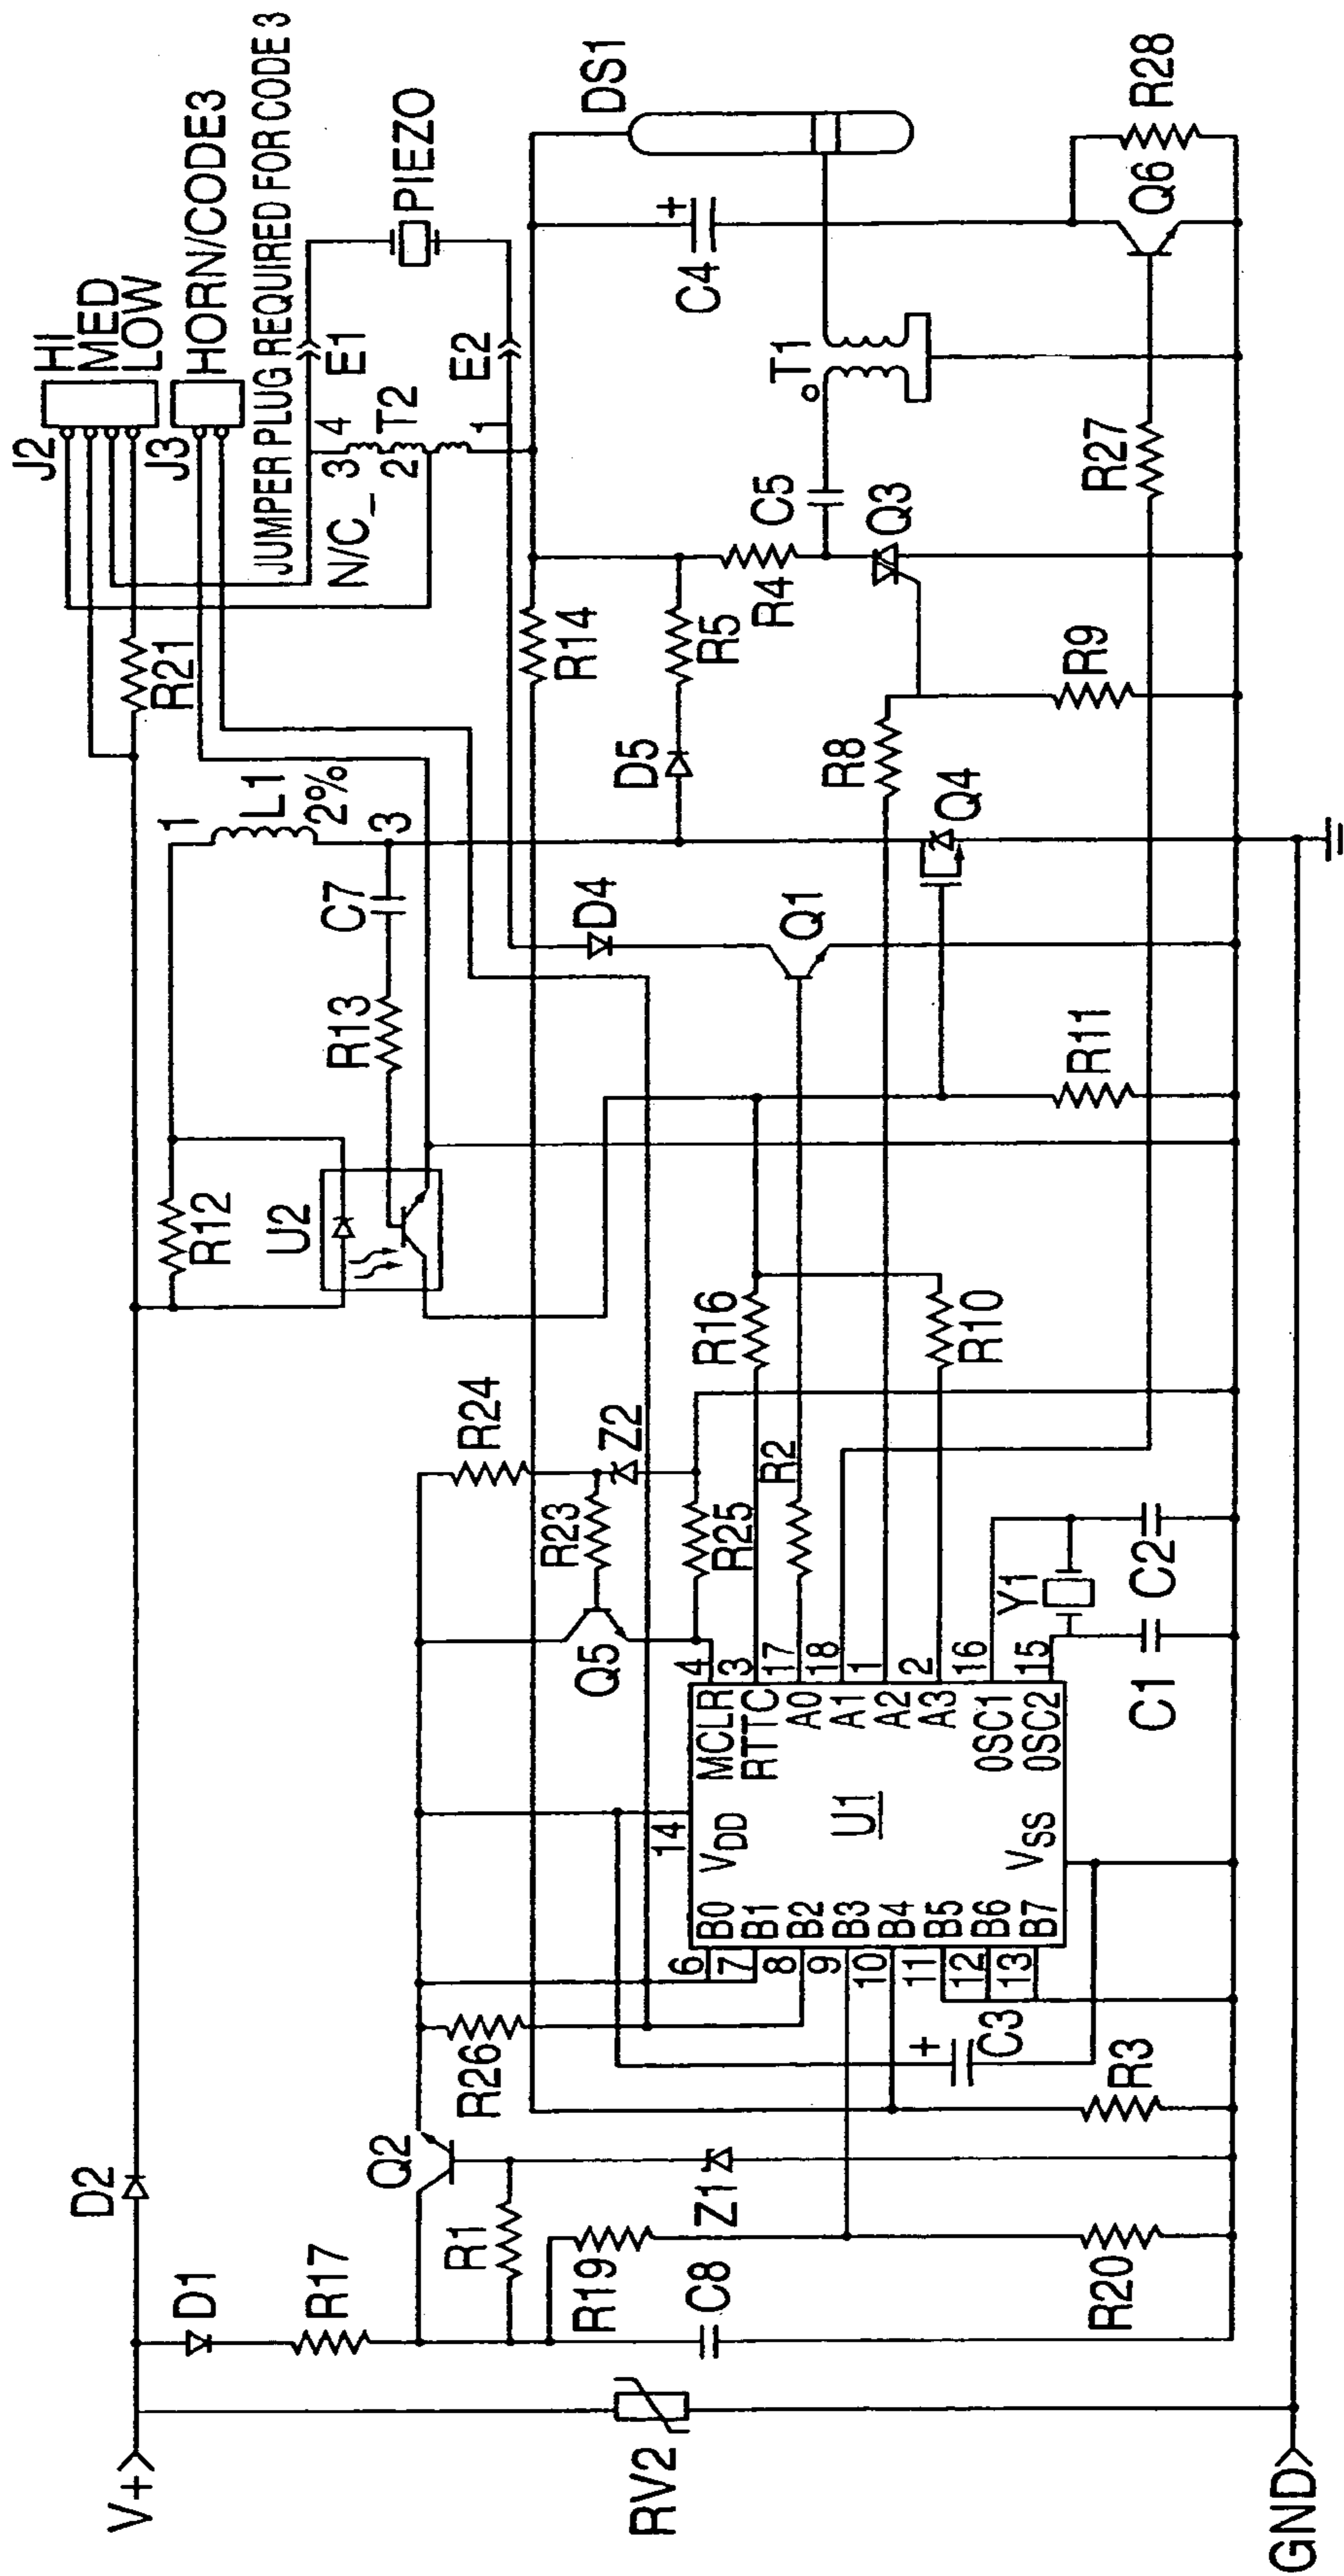 V+
D2
D1
R17
RV2
GND
Q2
R1
R19
C8
R20
Z1
R26
C3
R3
R24
Q5
R23
Z2
R25
R2
R16
R10
U1
14
VDD
VSS
B0
B1
B2
B3
B4
B5
B6
B7
6
7
8
9
10
11
12
13
MCLR
RTTC
A0
A1
A2
A3
OSC1
OSC2
4
3
17
18
1
2
16
15
Y1
C1
C2
R12
U2
R13
C7
L1
2%
1
3
D4
Q1
R11
Q4
D5
R5
R14
R4
R8
R9
Q3
C5
R21
J2
HI
MED
LOW
J3
HORN/CODE3
JUMPER PLUG REQUIRED FOR CODE 3
N/C_
3
4
2
1
T2
E1
E2
PIEZO
T1
C4
+
DS1
R27
Q6
R28
+